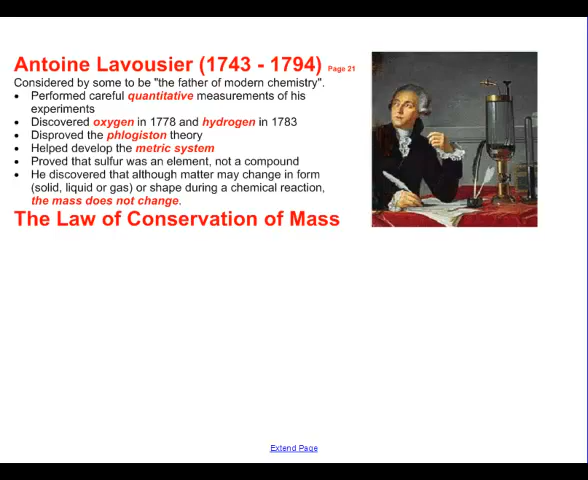 Antoine Lavousier (1743 - 1794) Page 21
Considered by some to be "the father of modern chemistry".
• Performed careful quantitative measurements of his
experiments
• Discovered oxygen in 1778 and hydrogen in 1783
• Disproved the phlogiston theory
• Helped develop the metric system
• Proved that sulfur was an element, not a compound
• He discovered that although matter may change in form
(solid, liquid or gas) or shape during a chemical reaction,
the mass does not change.
The Law of Conservation of Mass
Extend Page